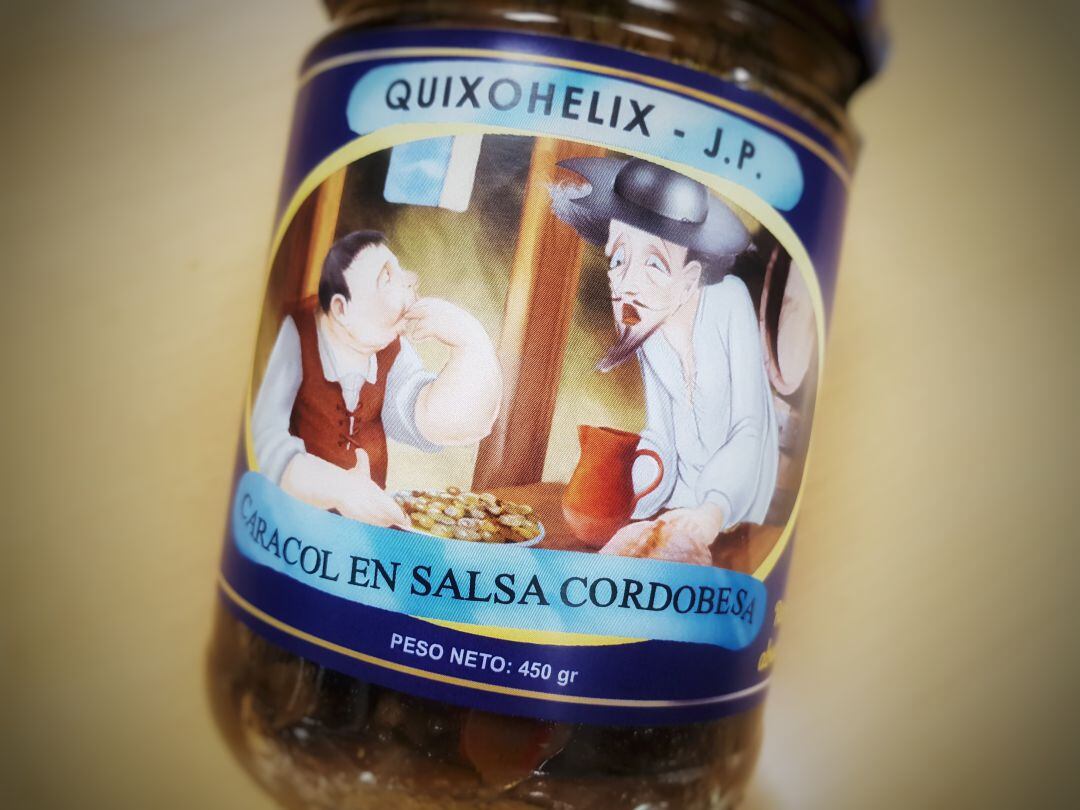 QUIXOHELIX - J.P.
CARACOL EN SALSA CORDOBESA
PESO NETO: 450 gr